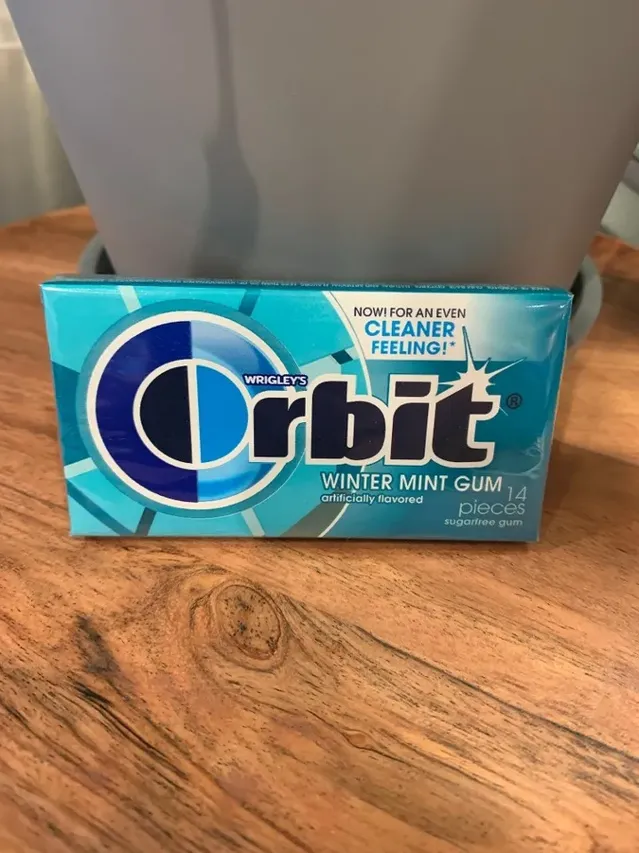 NOW! FOR AN EVEN
CLEANER
FEELING!*
WRIGLEY'S
Orbit®
WINTER MINT GUM
artificially flavored
14
pieces
sugarfree gum